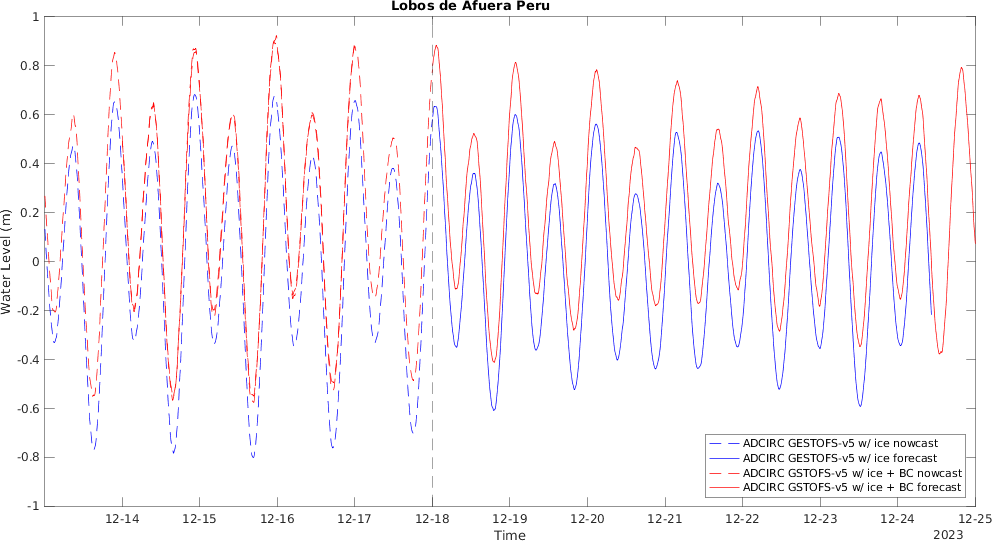 Lobos de Afuera Peru
1
0.8
0.6
0.4
0.2
0
-0.2
-0.4
-0.6
-0.8
-1
Water Level (m)
ADCIRC GESTOFS-v5 w/ ice nowcast
ADCIRC GESTOFS-v5 w/ ice forecast
ADCIRC GSTOFS-v5 w/ ice + BC nowcast
ADCIRC GSTOFS-v5 w/ ice + BC forecast
12-14 12-15 12-16 12-17 12-18 12-19 12-20 12-21 12-22 12-23 12-24 12-25
Time
2023